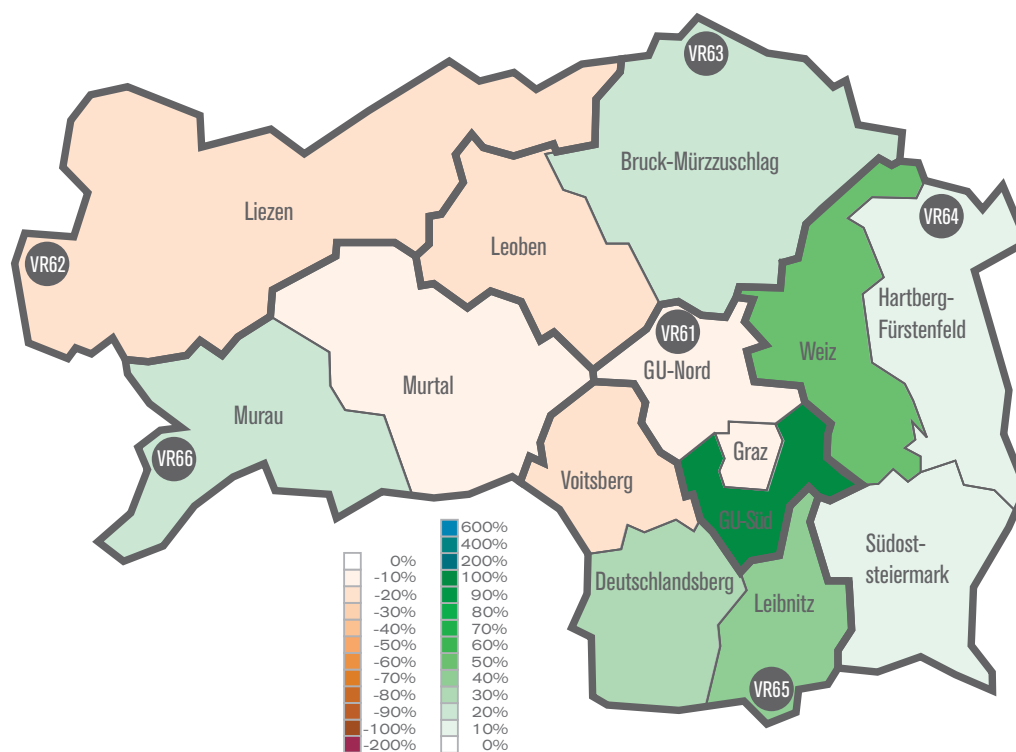 VR63
Bruck-Mürzzuschlag
Liezen
VR64
Leoben
VR62
Hartberg-
Fürstenfeld
VR61
GU-Nord
Weiz
Murtal
Murau
VR66
Graz
Voitsberg
GU-Süd
Südost-
steiermark
Deutschlandsberg
Leibnitz
VR65
0%
-10%
-20%
-30%
-40%
-50%
-60%
-70%
-80%
-90%
-100%
-200%
600%
400%
200%
100%
90%
80%
70%
60%
50%
40%
30%
20%
10%
0%